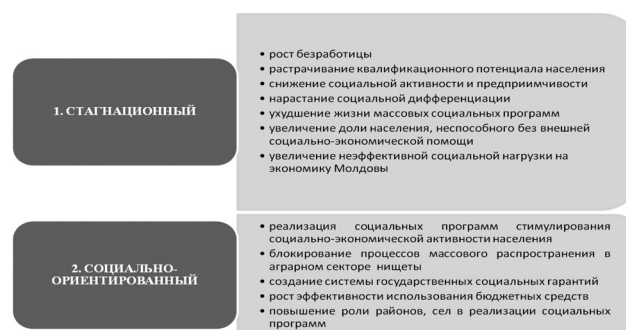 1. СТАГНАЦИОННЫЙ
• рост безработицы
• растрачивание квалификационного потенциала населения
• снижение социальной активности и предприимчивости
• нарастание социальной дифференциации
• ухудшение жизни массовых социальных программ
• увеличение доли населения, неспособного без внешней
социально-экономической помощи
• увеличение неэффективной социальной нагрузки на
экономику Молдовы
2. СОЦИАЛЬНО-
ОРИЕНТИРОВАННЫЙ
• реализация социальных программ стимулирования
социально-экономической активности населения
• блокирование процессов массового распространения в
аграрном секторе нищеты
• создание системы государственных социальных гарантий
• рост эффективности использования бюджетных средств
• повышение роли районов, сел в реализации социальных
программ